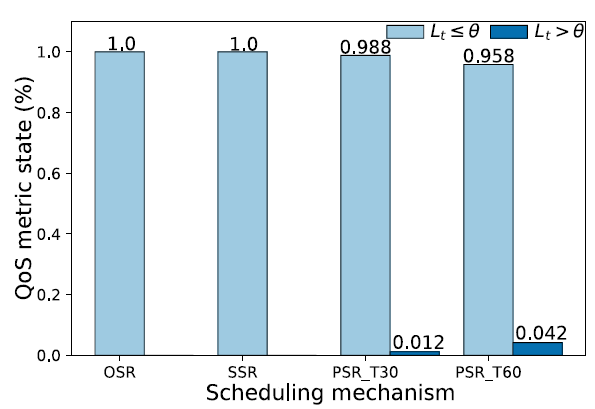 L_t ≤ θ L_t > θ
1.0 1.0 0.988 0.958
0.012 0.042
QoS metric state (%)
1.0
0.8
0.6
0.4
0.2
0.0
OSR SSR PSR_T30 PSR_T60
Scheduling mechanism